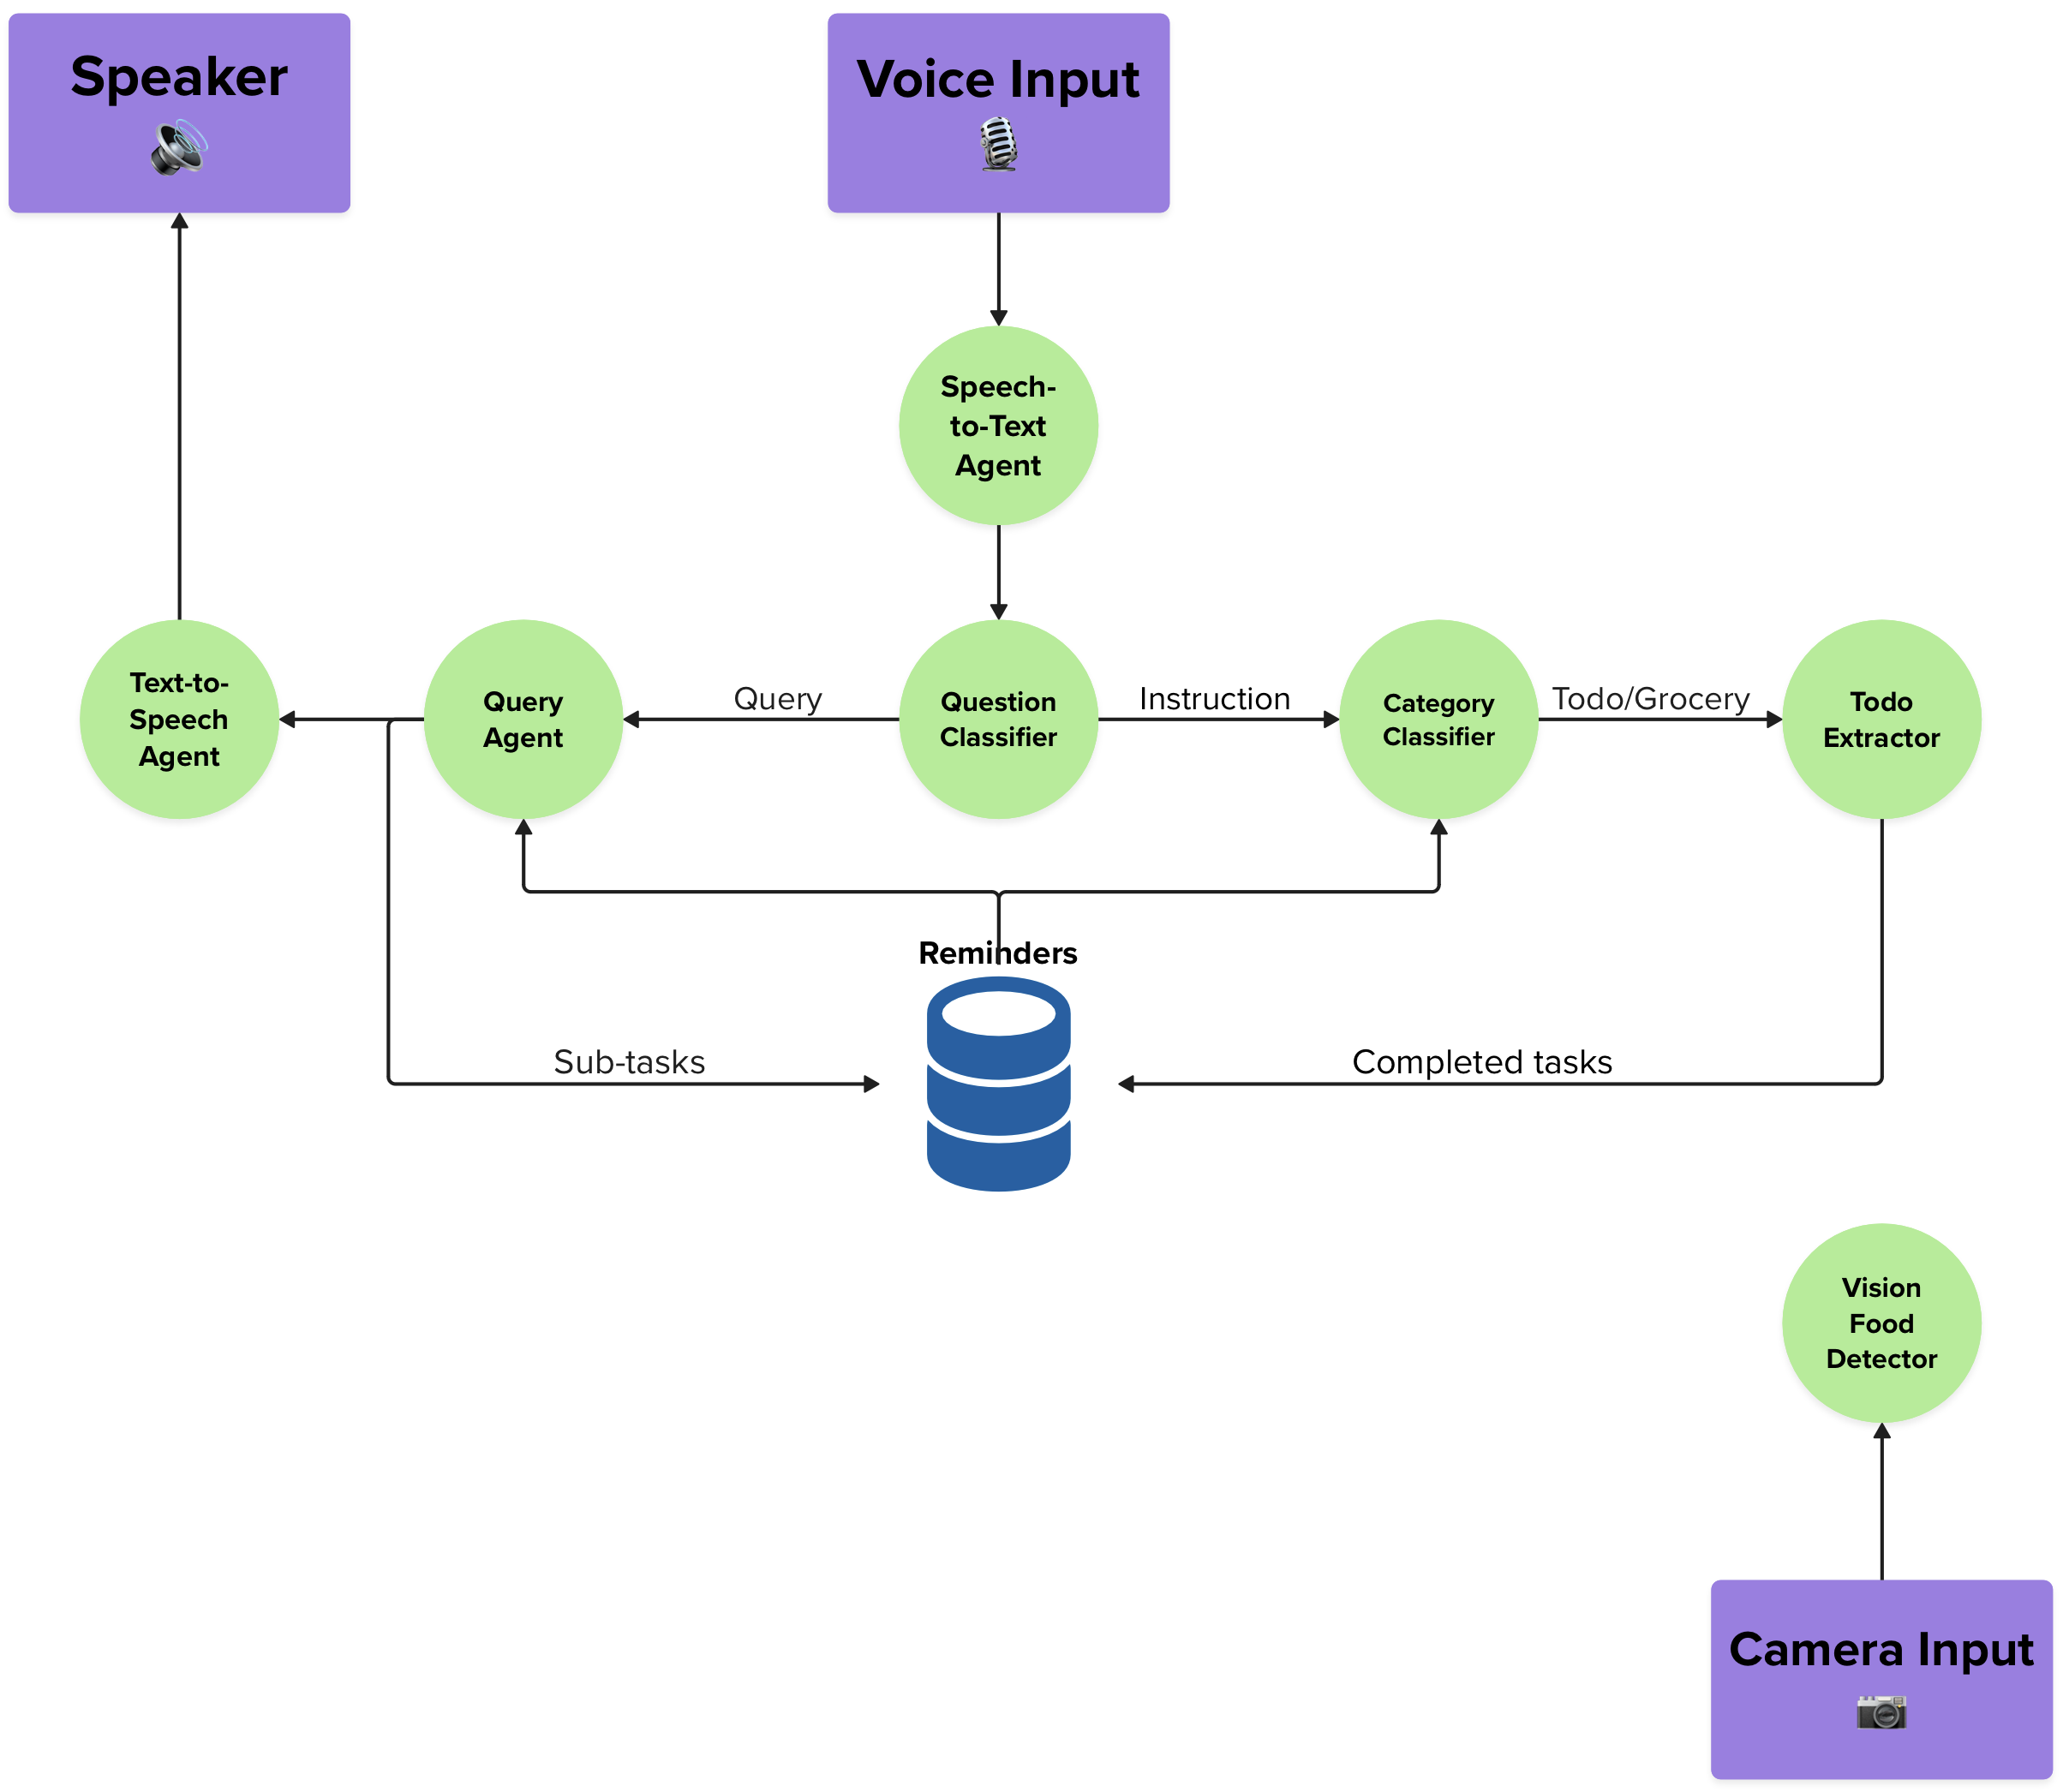 Speaker
Voice Input
Speech-
to-Text
Agent
Text-to-
Speech
Agent
Query
Agent
Query
Question
Classifier
Instruction
Category
Classifier
Todo/Grocery
Todo
Extractor
Reminders
Sub-tasks
Completed tasks
Vision
Food
Detector
Camera Input